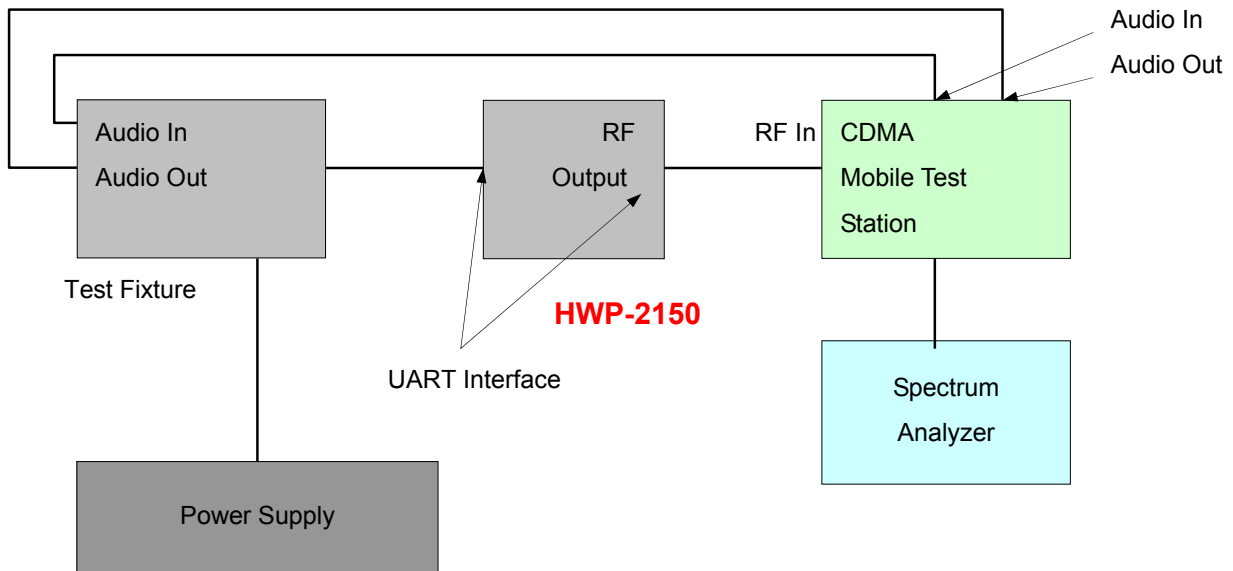 Audio In
Audio Out
Audio In
Audio Out
RF
Output
RF In
CDMA
Mobile Test
Station
Test Fixture
HWP-2150
UART Interface
Spectrum
Analyzer
Power Supply